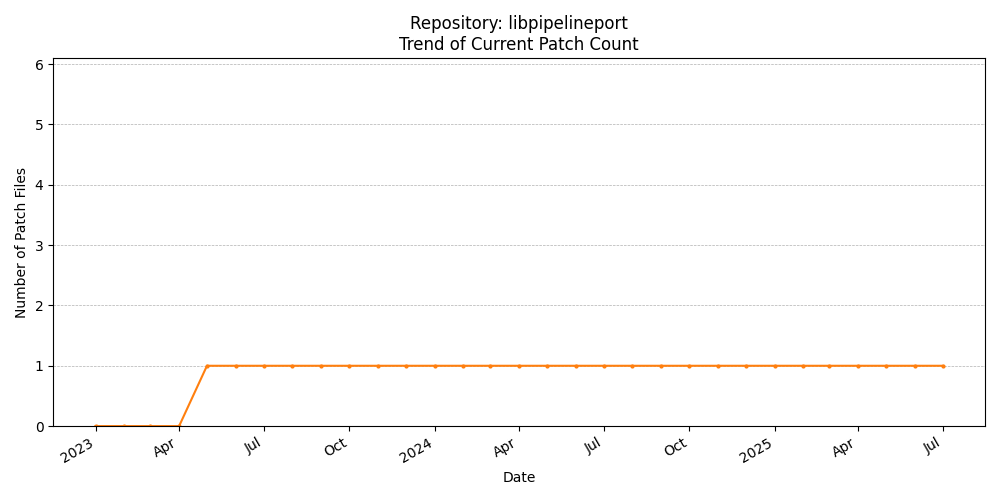 Repository: libpipelineport
Trend of Current Patch Count
Number of Patch Files
6
5
4
3
2
1
0
2023
Apr
Jul
Oct
2024
Apr
Jul
Oct
2025
Apr
Jul
Date